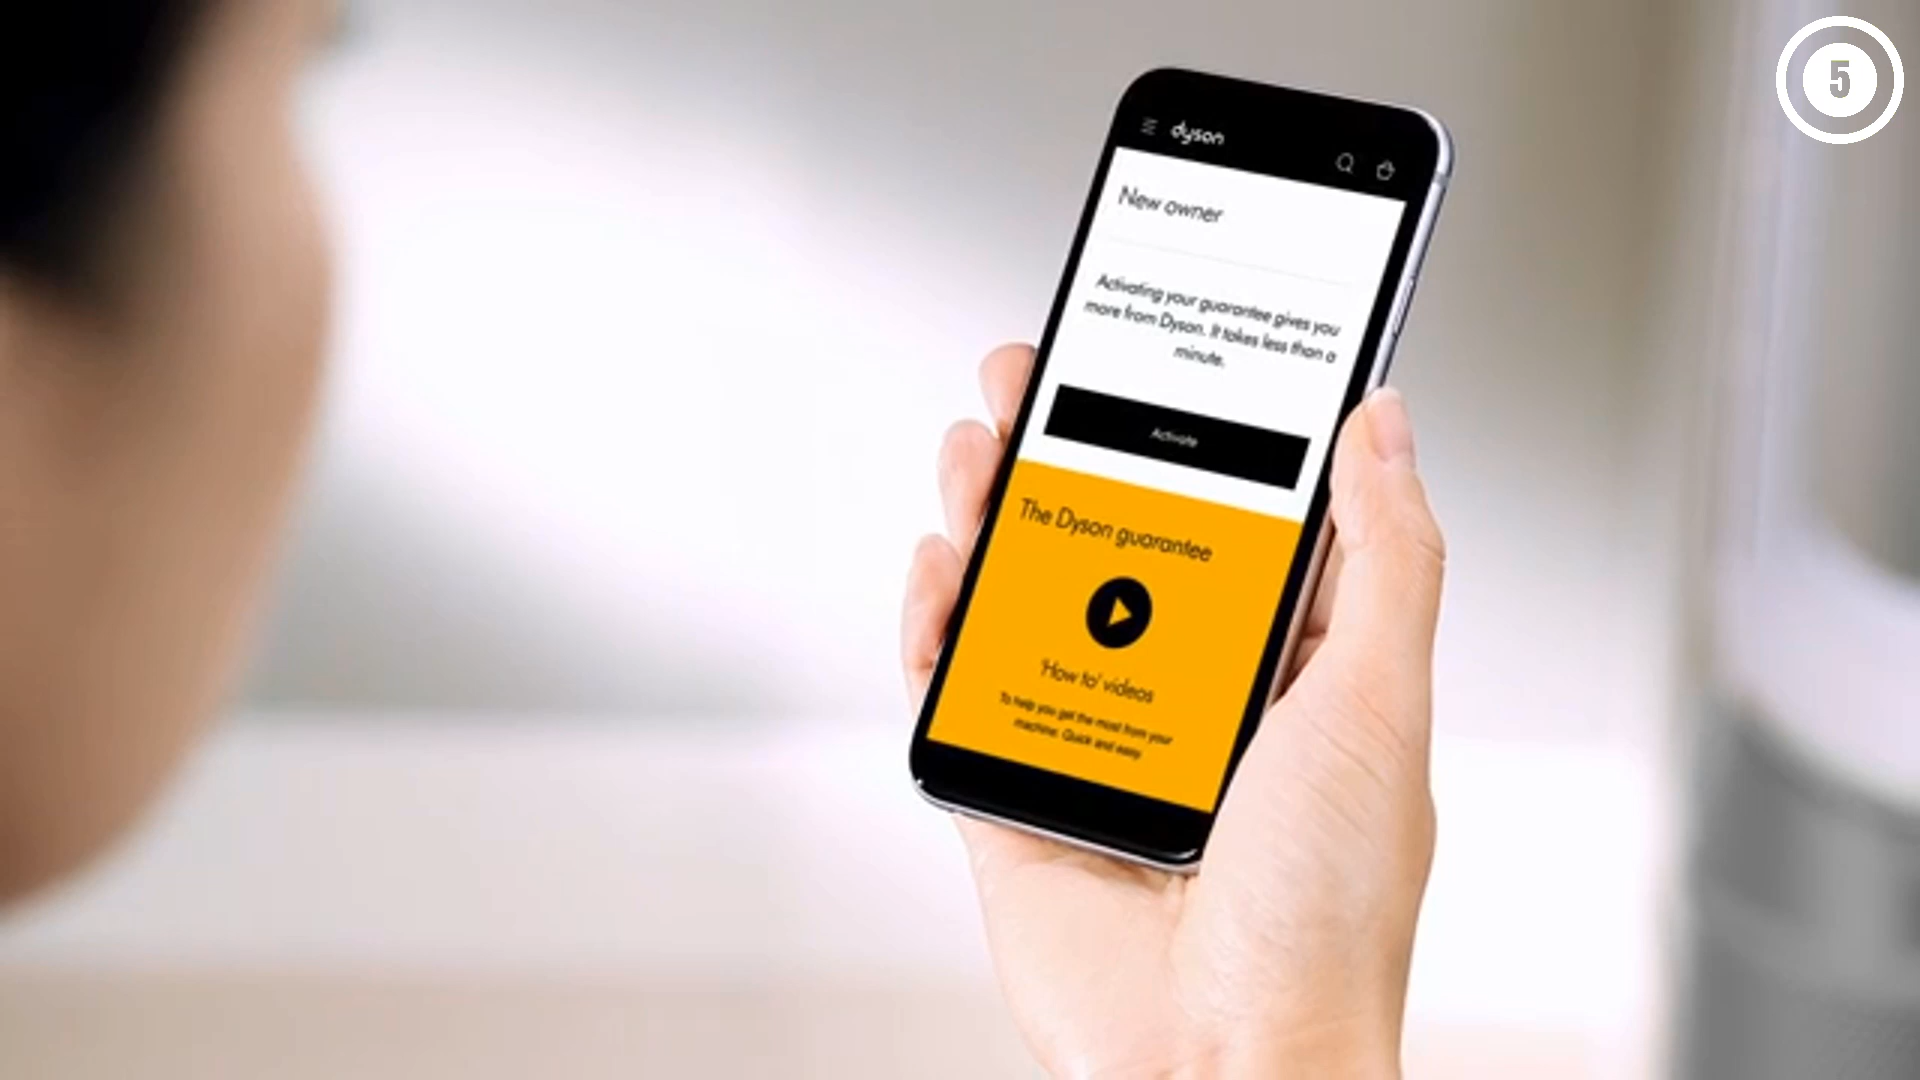 5
dyson
New owner
Activating your guarantee gives you
more from Dyson. It takes less than a
minute.
Activate
The Dyson guarantee
'How to' videos
To help you get the most from your
machine. Quick and easy